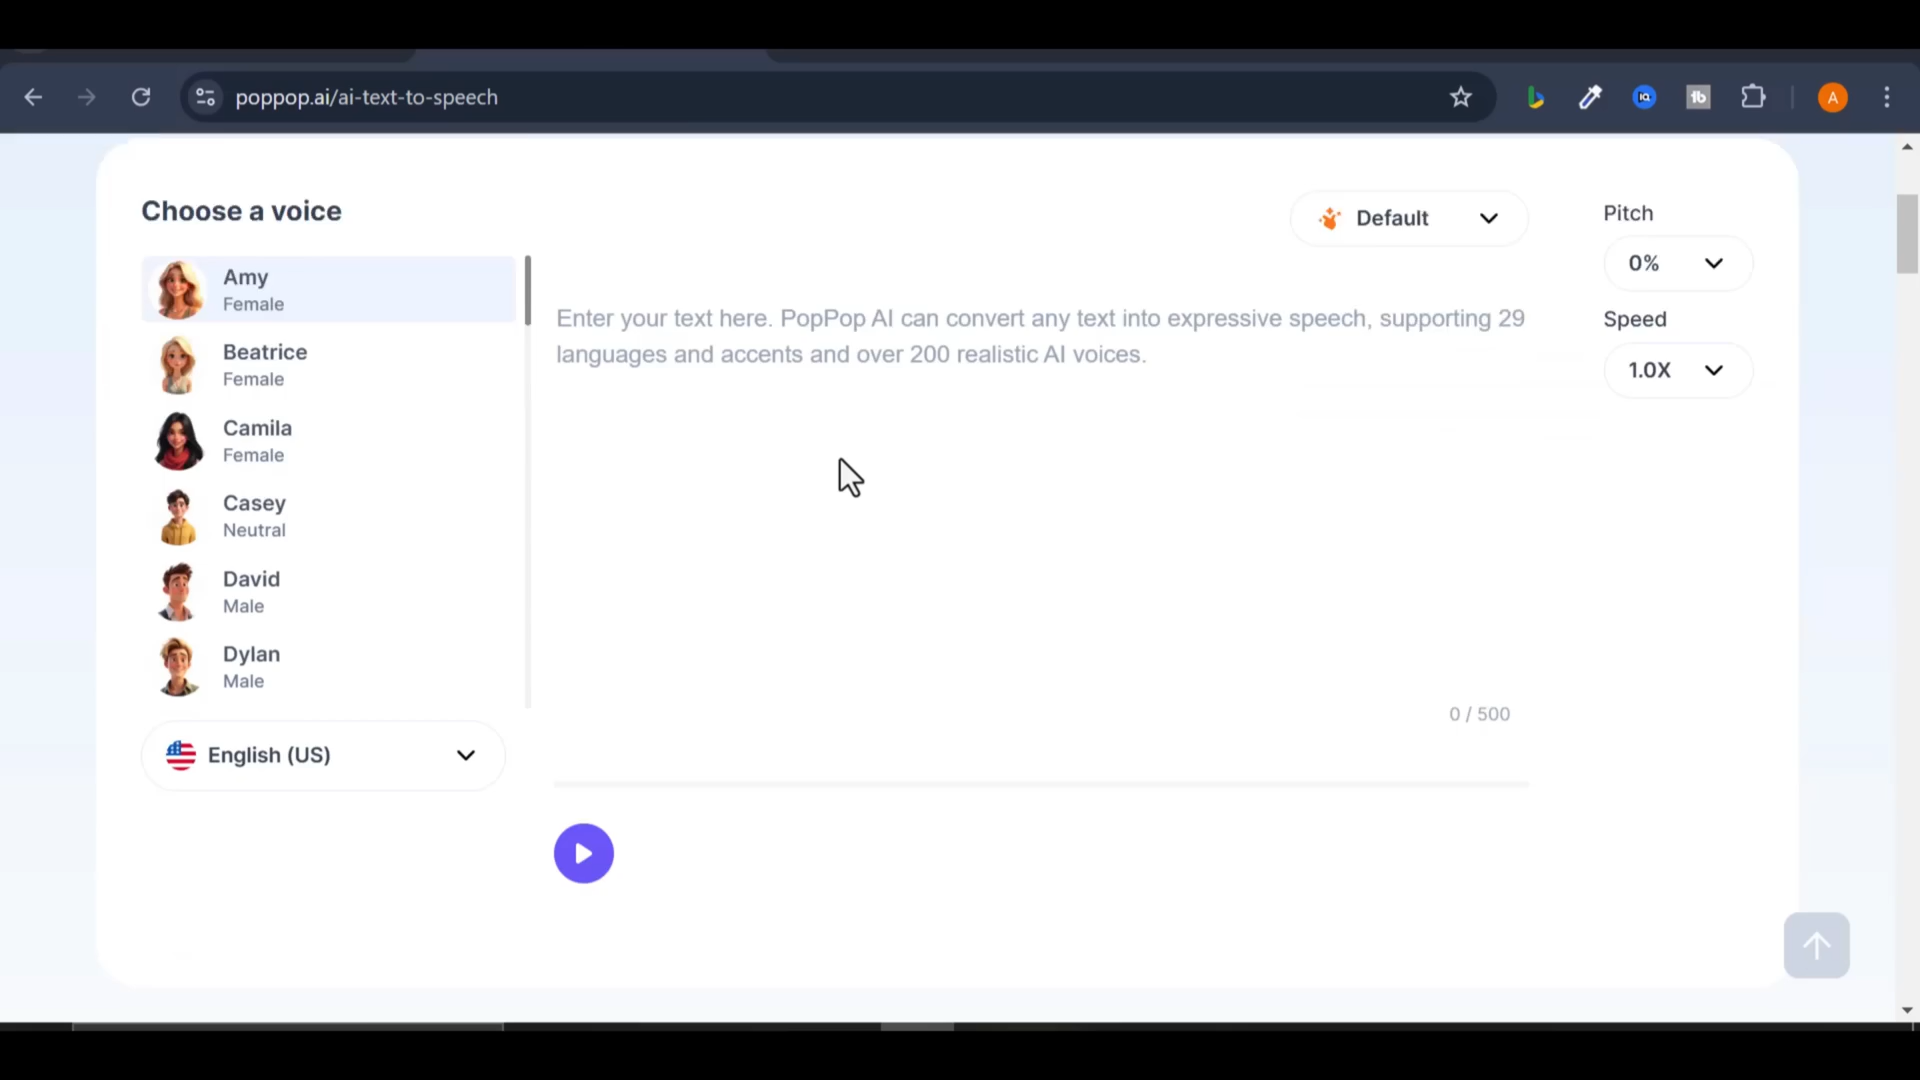 poppop.ai/ai-text-to-speech
IQ
tb
A
Choose a voice
Default
Pitch
0%
Speed
1.0X
Amy
Female
Beatrice
Female
Camila
Female
Casey
Neutral
David
Male
Dylan
Male
English (US)
Enter your text here. PopPop AI can convert any text into expressive speech, supporting 29
languages and accents and over 200 realistic AI voices.
0 / 500